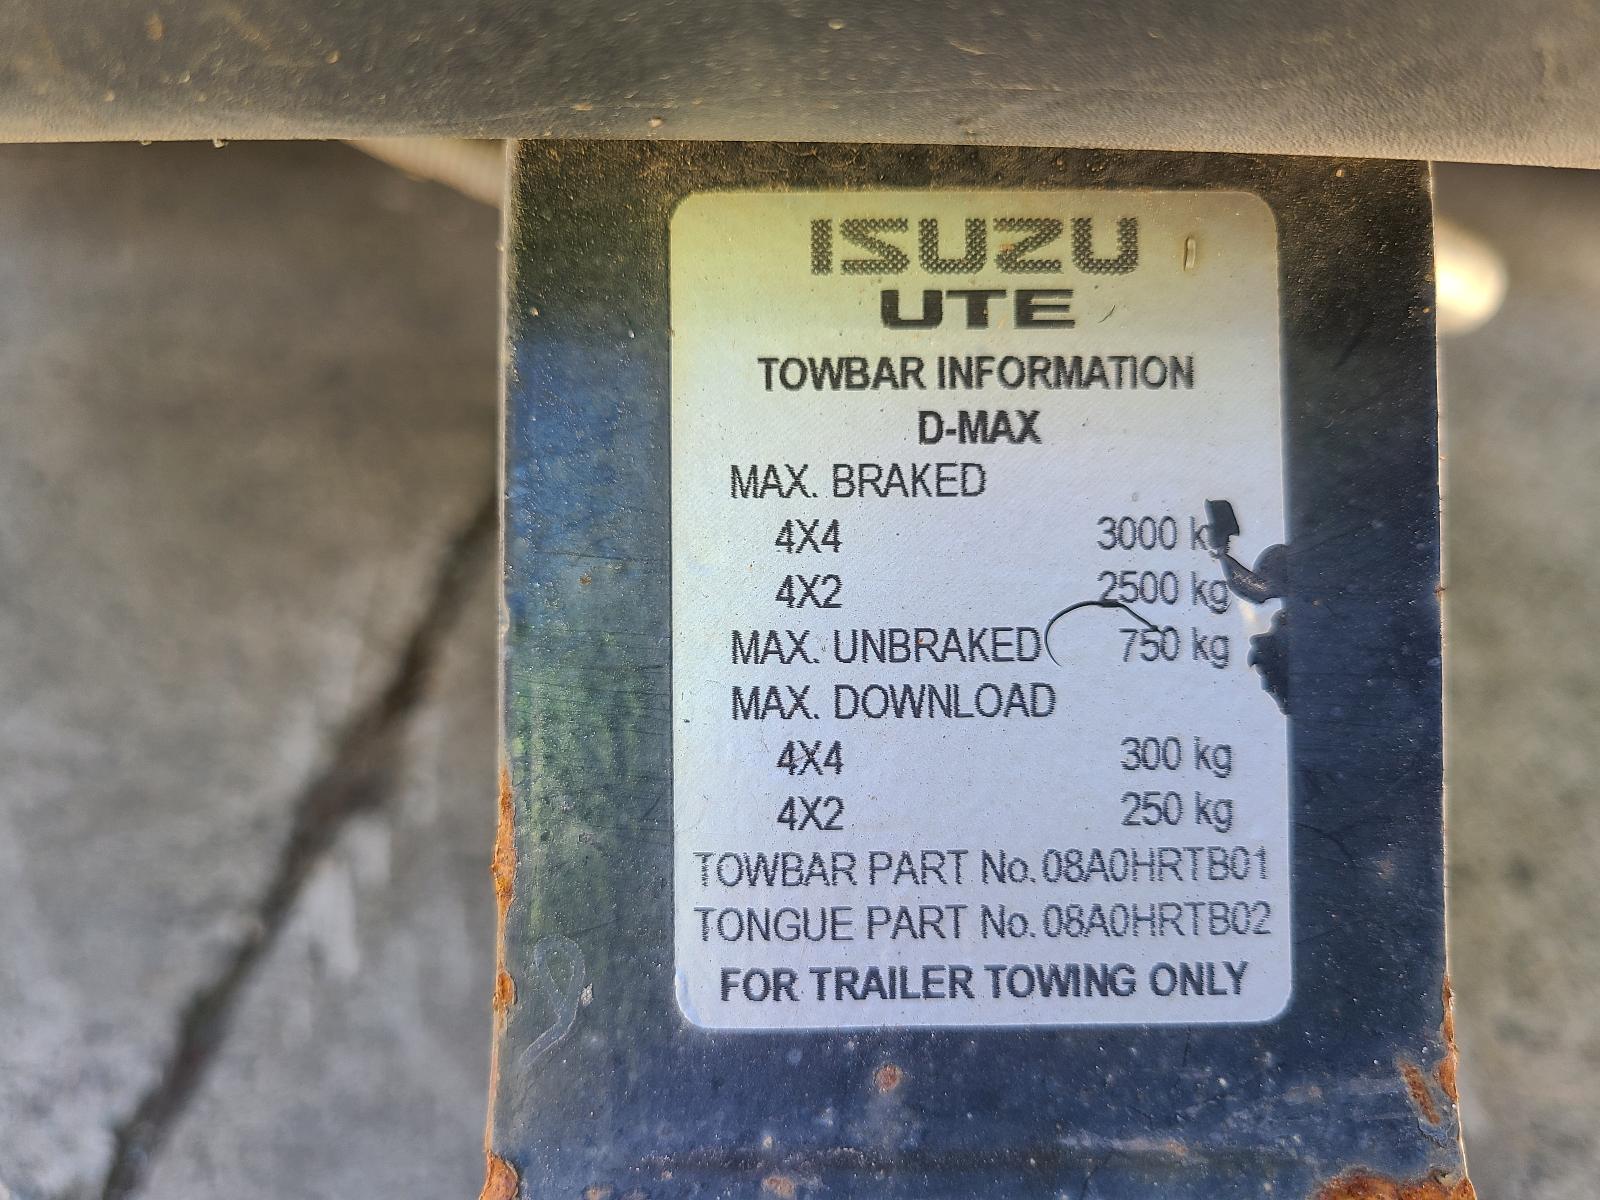 ISUZU
UTE
TOWBAR INFORMATION
D-MAX
MAX. BRAKED
4X4 3000 kg
4X2 2500 kg
MAX. UNBRAKED 750 kg
MAX. DOWNLOAD
4X4 300 kg
4X2 250 kg
TOWBAR PART No. 08A0HRTB01
TONGUE PART No. 08A0HRTB02
FOR TRAILER TOWING ONLY